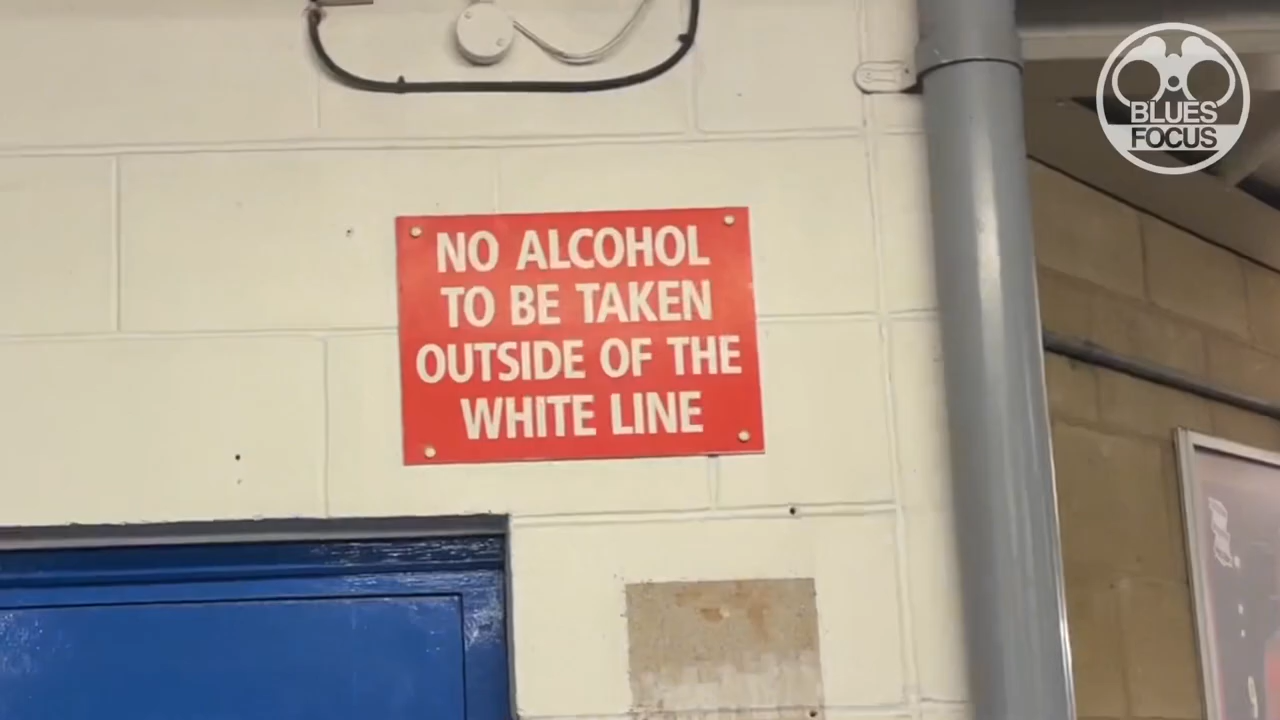 BLUES
FOCUS
NO ALCOHOL
TO BE TAKEN
OUTSIDE OF THE
WHITE LINE